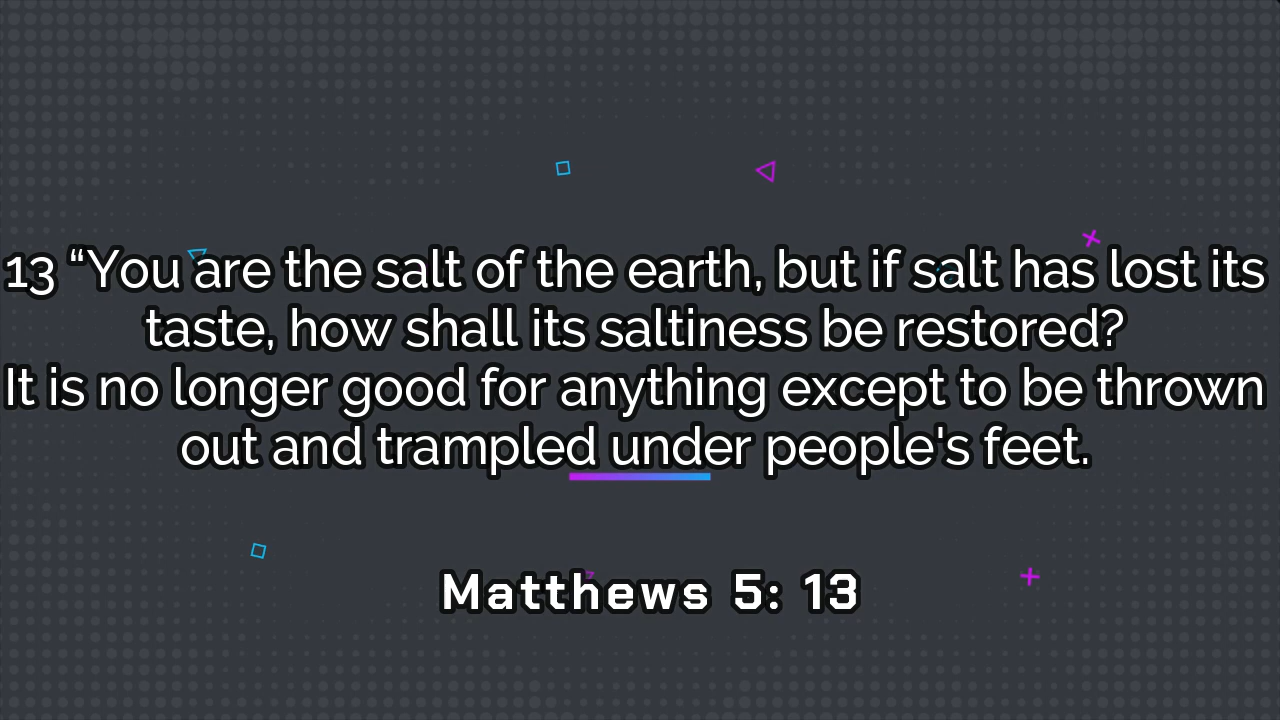 13 “You are the salt of the earth, but if salt has lost its
taste, how shall its saltiness be restored?
It is no longer good for anything except to be thrown
out and trampled under people's feet.
Matthews 5: 13